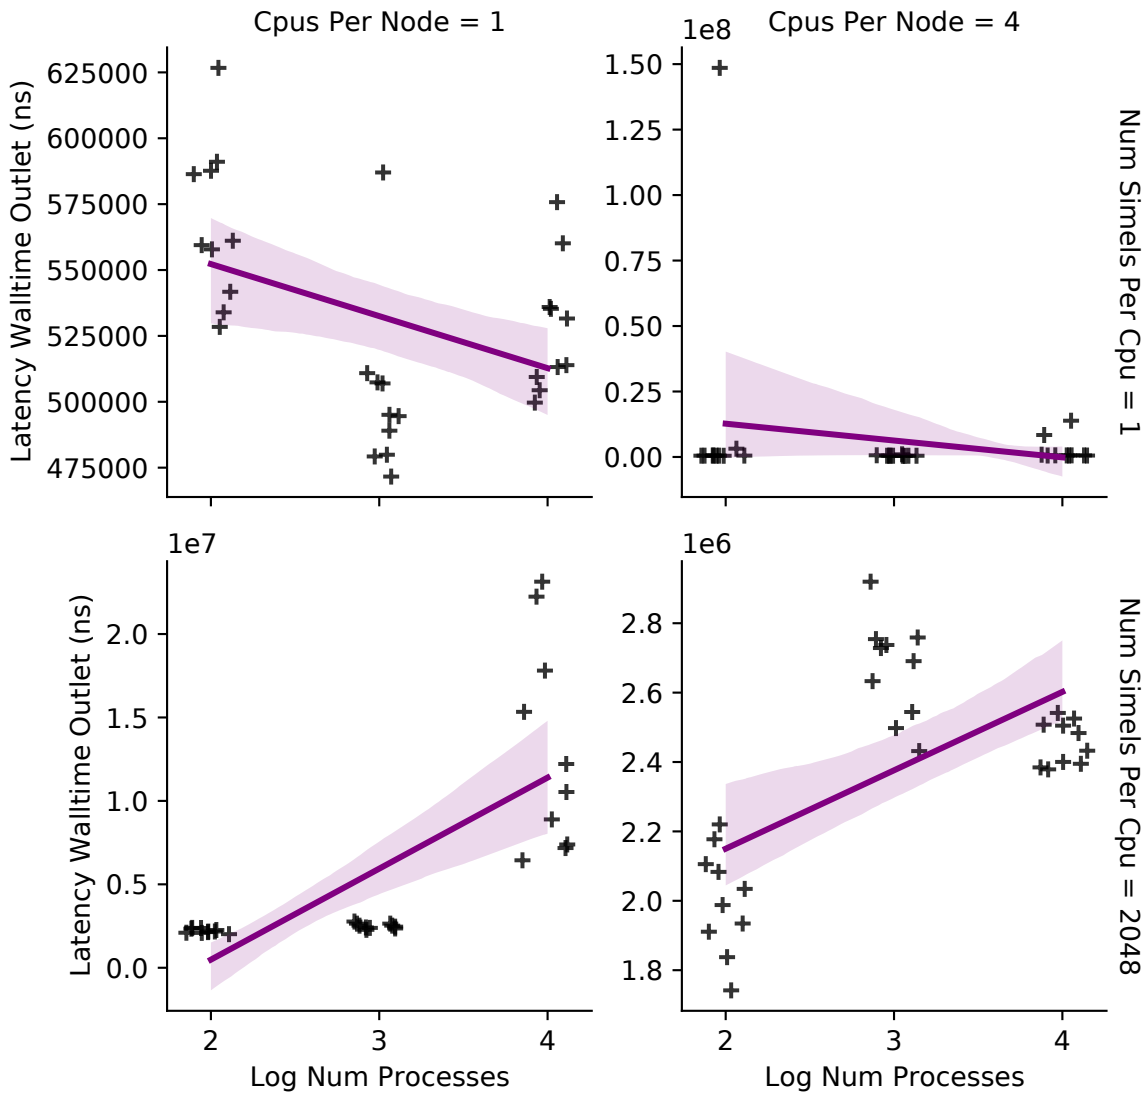 Cpus Per Node = 1
Cpus Per Node = 4
Latency Walltime Outlet (ns)
625000
600000
575000
550000
525000
500000
475000
1e8
1.50
1.25
1.00
0.75
0.50
0.25
0.00
Num Simels Per Cpu = 1
Latency Walltime Outlet (ns)
1e7
2.0
1.5
1.0
0.5
0.0
2
3
4
Log Num Processes
1e6
2.8
2.6
2.4
2.2
2.0
1.8
2
3
4
Log Num Processes
Num Simels Per Cpu = 2048